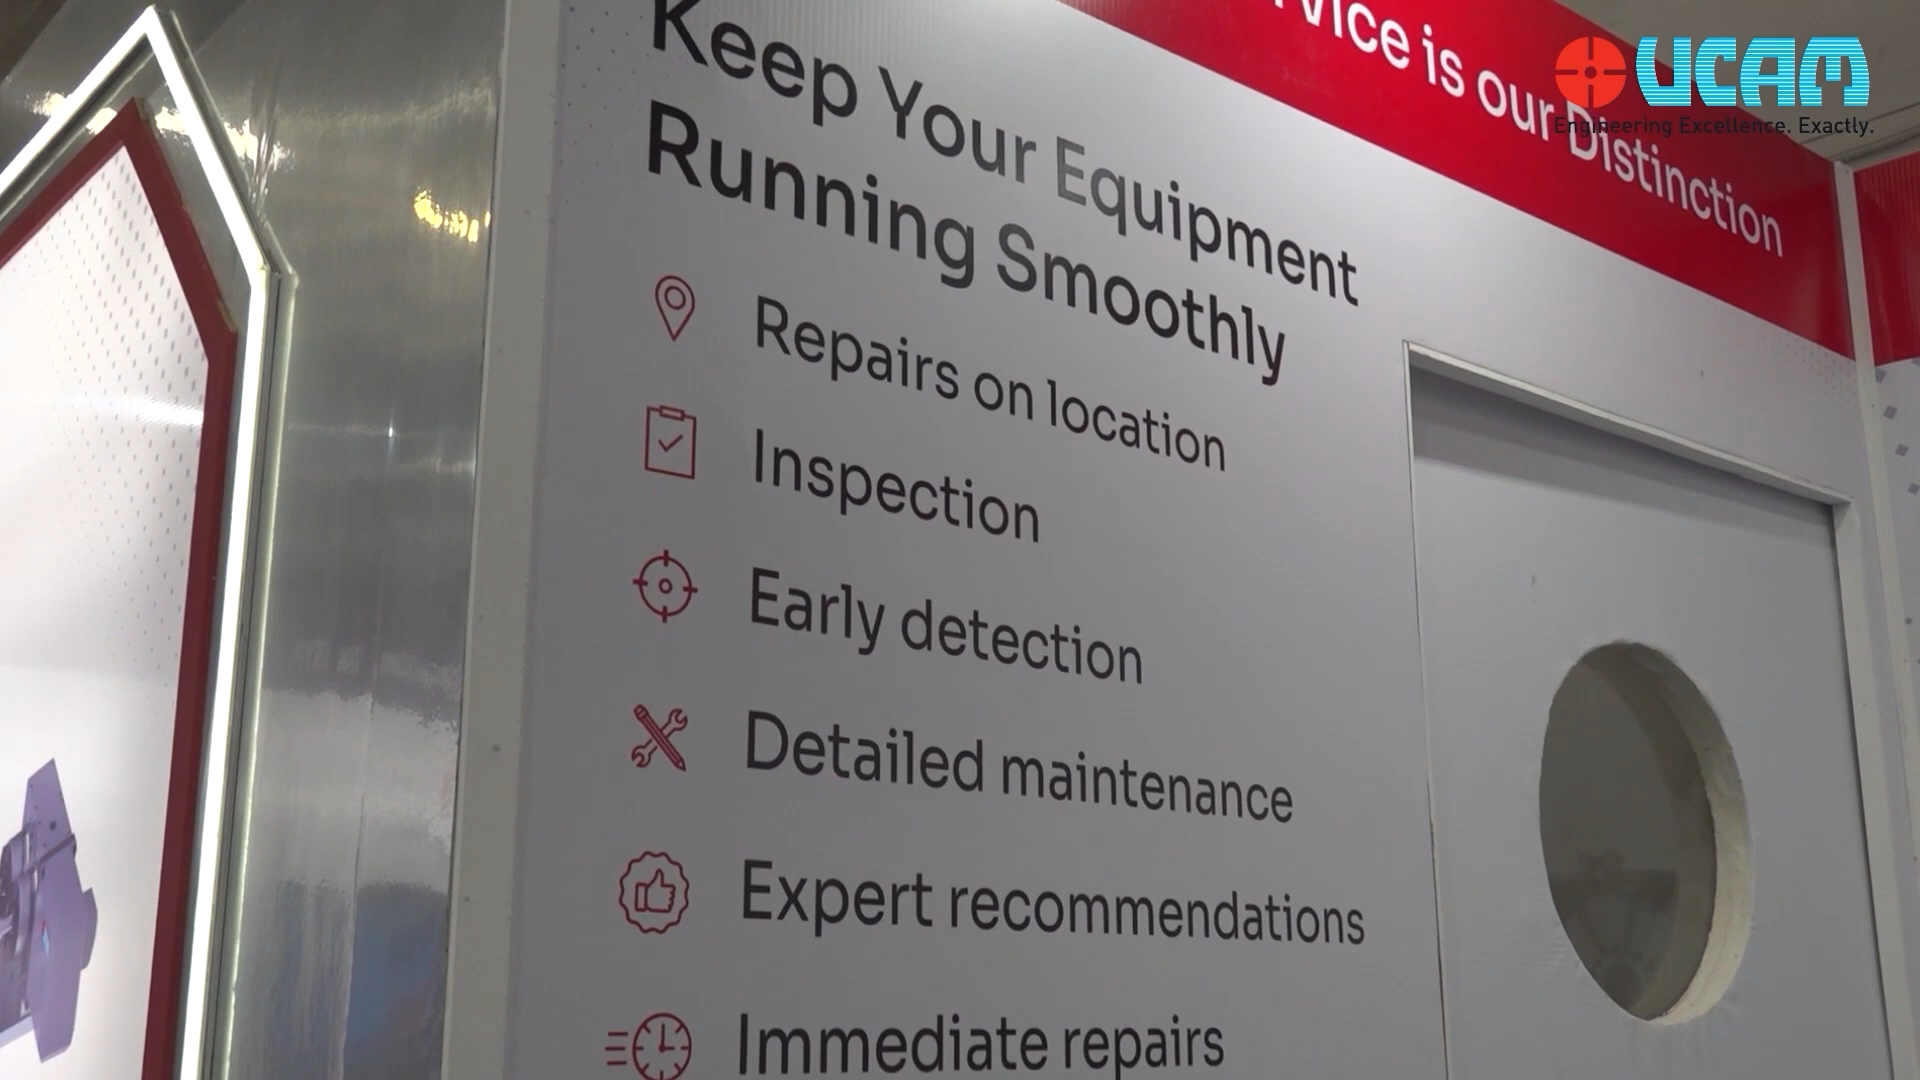 is our Distinction
UCAM
Engineering Excellence. Exactly.
Keep Your Equipment
Running Smoothly
Repairs on location
Inspection
Early detection
Detailed maintenance
Expert recommendations
Immediate repairs